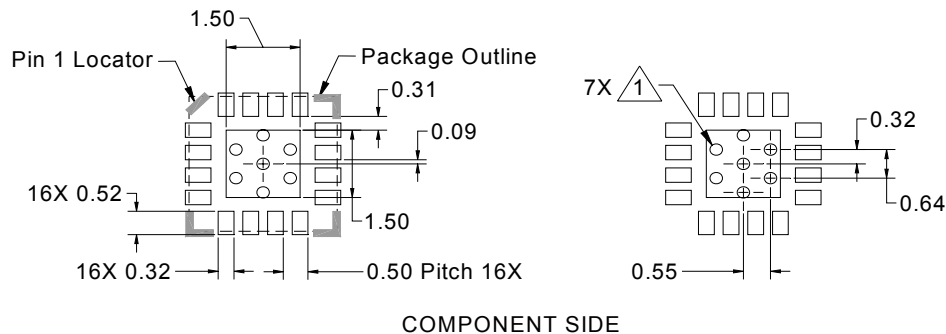 1.50
Pin 1 Locator
Package Outline
0.31
0.09
16X 0.52
1.50
16X 0.32
0.50 Pitch 16X
7X 1
0.32
0.64
0.55
COMPONENT SIDE